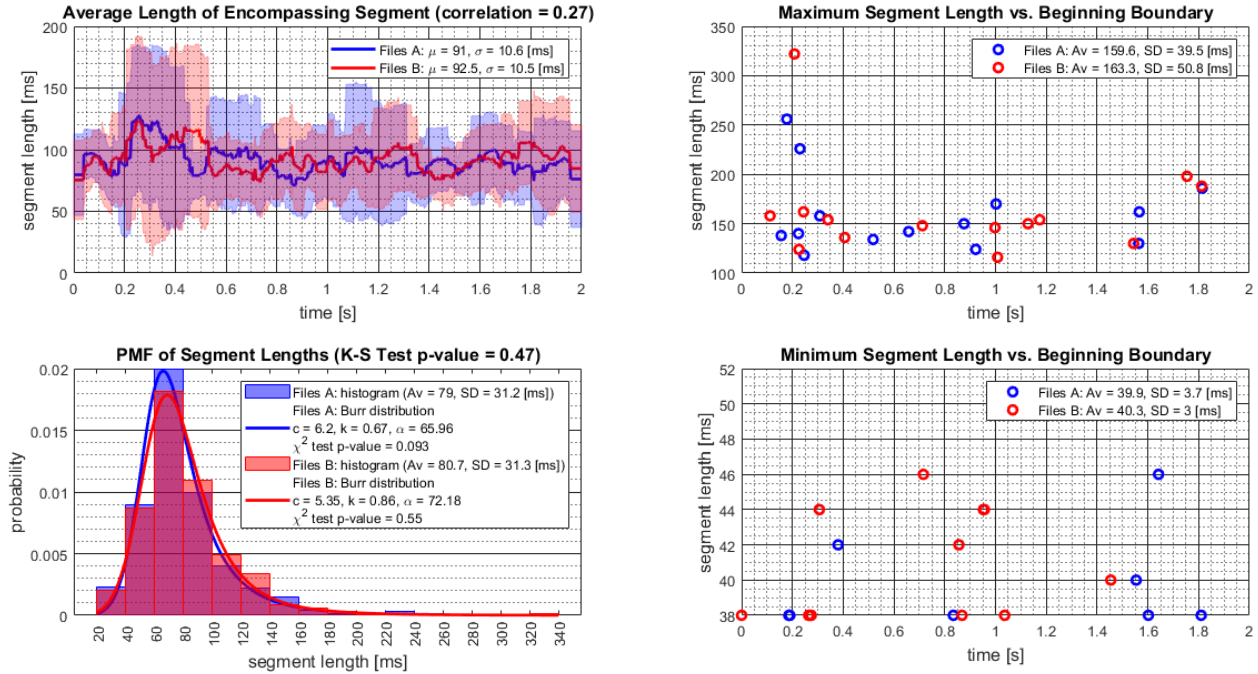 Average Length of Encompassing Segment (correlation = 0.27)
200
150
100
50
0
segment length [ms]
Files A: μ = 91, σ = 10.6 [ms]
Files B: μ = 92.5, σ = 10.5 [ms]
0 0.2 0.4 0.6 0.8 1 1.2 1.4 1.6 1.8 2
time [s]
Maximum Segment Length vs. Beginning Boundary
350
300
250
200
150
100
segment length [ms]
Files A: Av = 159.6, SD = 39.5 [ms]
Files B: Av = 163.3, SD = 50.8 [ms]
0 0.2 0.4 0.6 0.8 1 1.2 1.4 1.6 1.8 2
time [s]
PMF of Segment Lengths (K-S Test p-value = 0.47)
0.02
0.015
0.01
0.005
0
probability
Files A: histogram (Av = 79, SD = 31.2 [ms])
Files A: Burr distribution
c = 6.2, k = 0.67, α = 65.96
χ² test p-value = 0.093
Files B: histogram (Av = 80.7, SD = 31.3 [ms])
Files B: Burr distribution
c = 5.35, k = 0.86, α = 72.18
χ² test p-value = 0.55
20 40 60 80 100 120 140 160 180 200 220 240 260 280 300 320 340
segment length [ms]
Minimum Segment Length vs. Beginning Boundary
52
50
48
46
44
42
40
38
segment length [ms]
Files A: Av = 39.9, SD = 3.7 [ms]
Files B: Av = 40.3, SD = 3 [ms]
0 0.2 0.4 0.6 0.8 1 1.2 1.4 1.6 1.8 2
time [s]